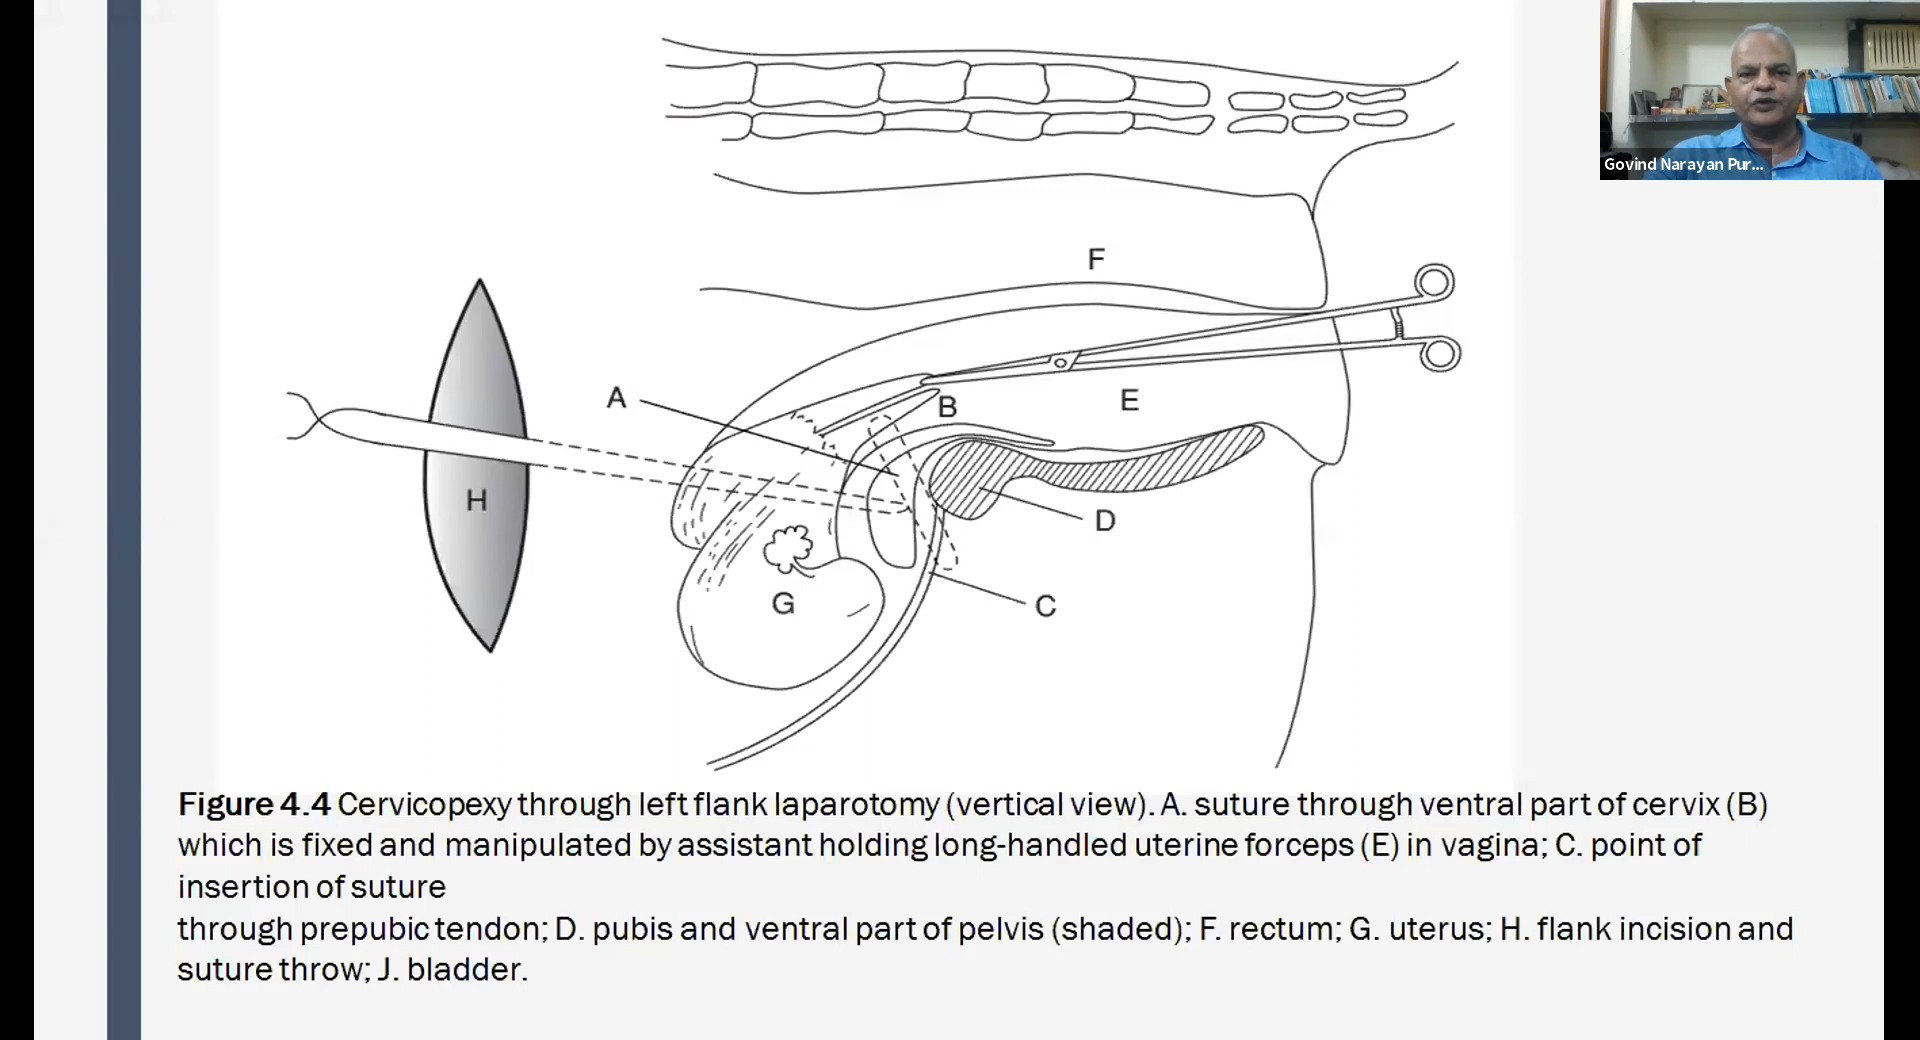 Govind Narayan Pur...
F
A
B
E
H
D
G
C
Figure 4.4 Cervicopexy through left flank laparotomy (vertical view). A. suture through ventral part of cervix (B)
which is fixed and manipulated by assistant holding long-handled uterine forceps (E) in vagina; C. point of
insertion of suture
through prepubic tendon; D. pubis and ventral part of pelvis (shaded); F. rectum; G. uterus; H. flank incision and
suture throw; J. bladder.